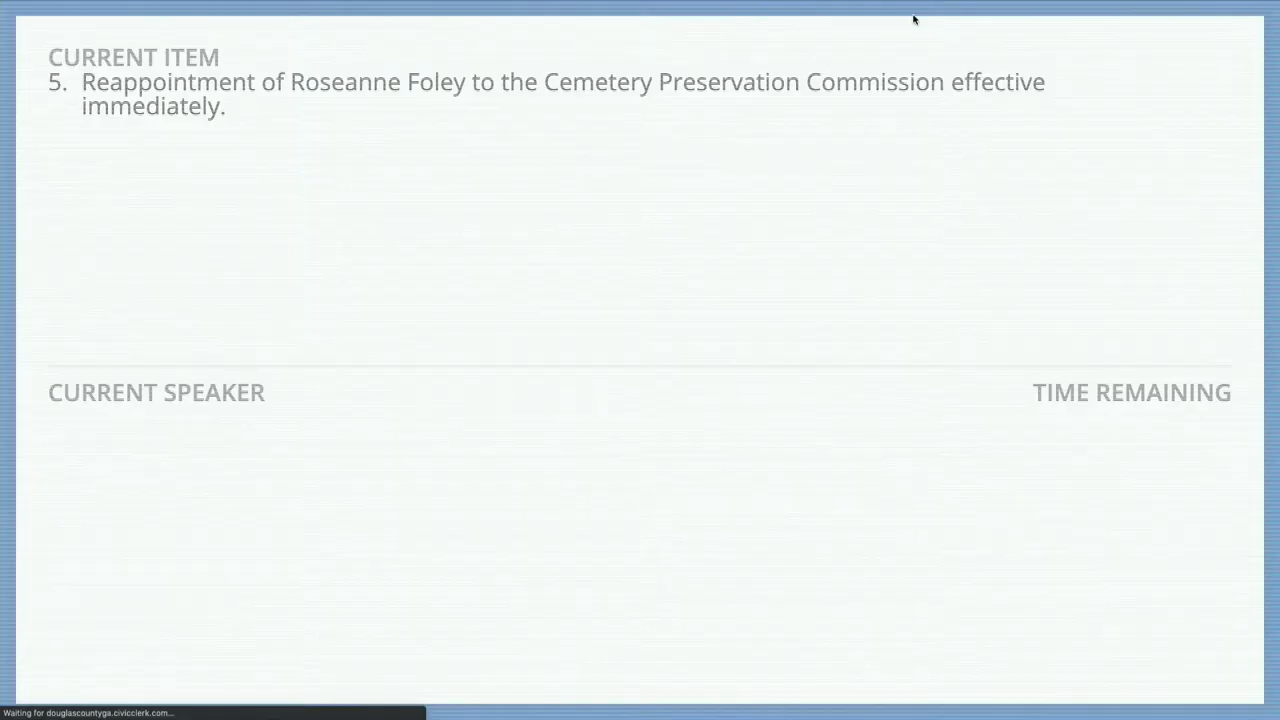 CURRENT ITEM
5. Reappointment of Roseanne Foley to the Cemetery Preservation Commission effective
immediately.
CURRENT SPEAKER
TIME REMAINING
Waiting for douglascountyga.civicclerk.com...